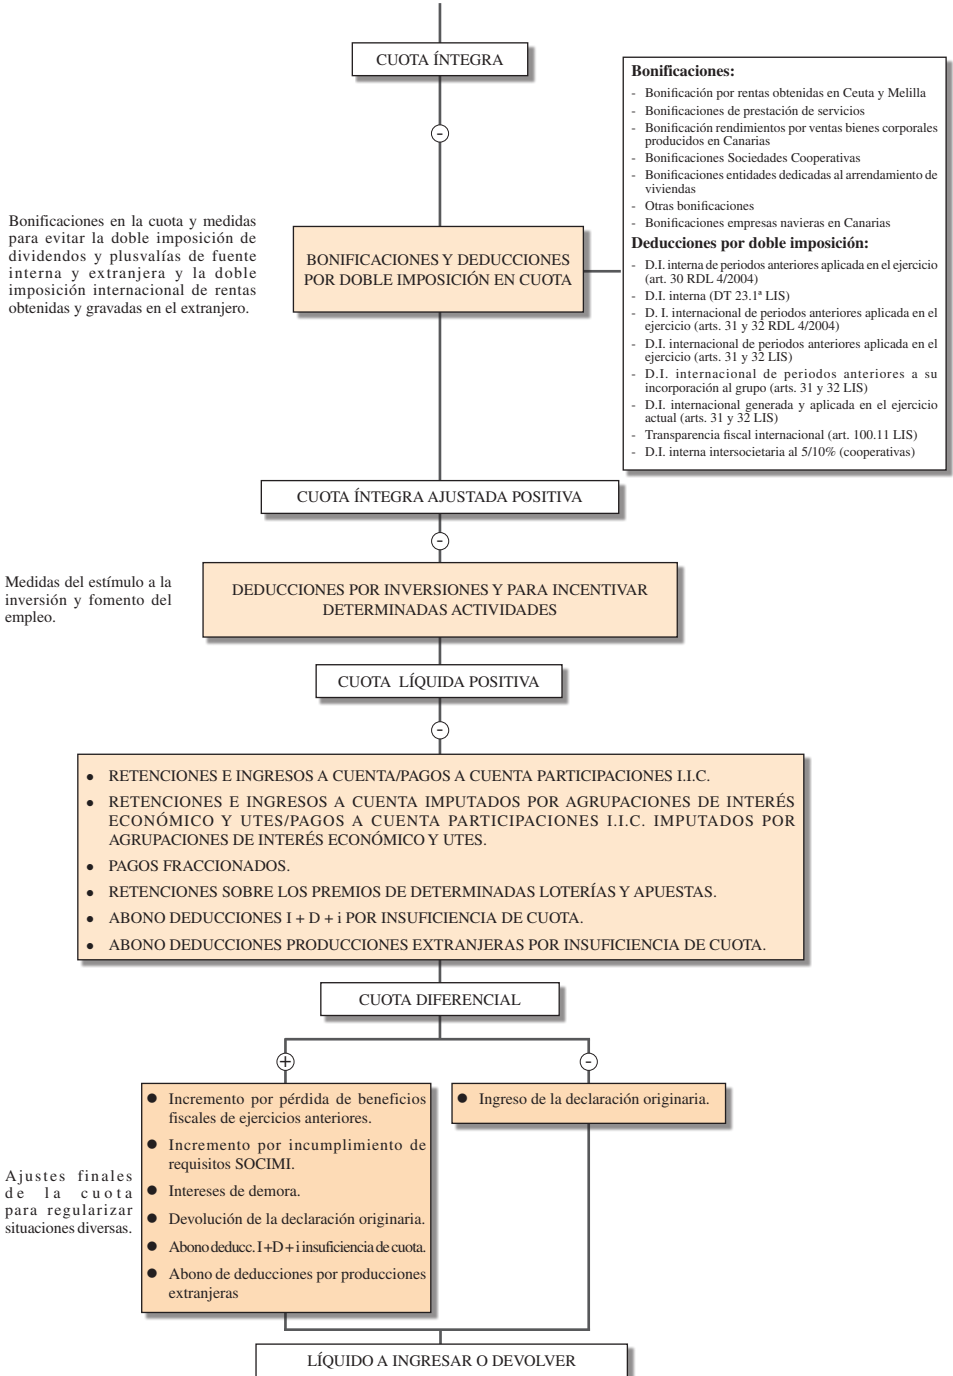 CUOTA ÍNTEGRA
-
Bonificaciones:
- Bonificación por rentas obtenidas en Ceuta y Melilla
- Bonificaciones de prestación de servicios
- Bonificación rendimientos por ventas bienes corporales
producidos en Canarias
- Bonificaciones Sociedades Cooperativas
- Bonificaciones entidades dedicadas al arrendamiento de
viviendas
- Otras bonificaciones
- Bonificaciones empresas navieras en Canarias
Deducciones por doble imposición:
- D.I. interna de periodos anteriores aplicada en el ejercicio
(art. 30 RDL 4/2004)
- D.I. interna (DT 23.1ª LIS)
- D. I. internacional de periodos anteriores aplicada en el
ejercicio (arts. 31 y 32 RDL 4/2004)
- D.I. internacional de periodos anteriores aplicada en el
ejercicio (arts. 31 y 32 LIS)
- D.I. internacional de periodos anteriores a su
incorporación al grupo (arts. 31 y 32 LIS)
- D.I. internacional generada y aplicada en el ejercicio
actual (arts. 31 y 32 LIS)
- Transparencia fiscal internacional (art. 100.11 LIS)
- D.I. interna intersocietaria al 5/10% (cooperativas)
Bonificaciones en la cuota y medidas
para evitar la doble imposición de
dividendos y plusvalías de fuente
interna y extranjera y la doble
imposición internacional de rentas
obtenidas y gravadas en el extranjero.
BONIFICACIONES Y DEDUCCIONES
POR DOBLE IMPOSICIÓN EN CUOTA
CUOTA ÍNTEGRA AJUSTADA POSITIVA
-
Medidas del estímulo a la
inversión y fomento del
empleo.
DEDUCCIONES POR INVERSIONES Y PARA INCENTIVAR
DETERMINADAS ACTIVIDADES
CUOTA LÍQUIDA POSITIVA
-
● RETENCIONES E INGRESOS A CUENTA/PAGOS A CUENTA PARTICIPACIONES I.I.C.
● RETENCIONES E INGRESOS A CUENTA IMPUTADOS POR AGRUPACIONES DE INTERÉS
ECONÓMICO Y UTES/PAGOS A CUENTA PARTICIPACIONES I.I.C. IMPUTADOS POR
AGRUPACIONES DE INTERÉS ECONÓMICO Y UTES.
● PAGOS FRACCIONADOS.
● RETENCIONES SOBRE LOS PREMIOS DE DETERMINADAS LOTERÍAS Y APUESTAS.
● ABONO DEDUCCIONES I + D + i POR INSUFICIENCIA DE CUOTA.
● ABONO DEDUCCIONES PRODUCCIONES EXTRANJERAS POR INSUFICIENCIA DE CUOTA.
CUOTA DIFERENCIAL
+
-
Ajustes finales
de la cuota
para regularizar
situaciones diversas.
● Incremento por pérdida de beneficios
fiscales de ejercicios anteriores.
● Incremento por incumplimiento de
requisitos SOCIMI.
● Intereses de demora.
● Devolución de la declaración originaria.
● Abono deducc. I+D+i insuficiencia de cuota.
● Abono de deducciones por producciones
extranjeras
● Ingreso de la declaración originaria.
LÍQUIDO A INGRESAR O DEVOLVER